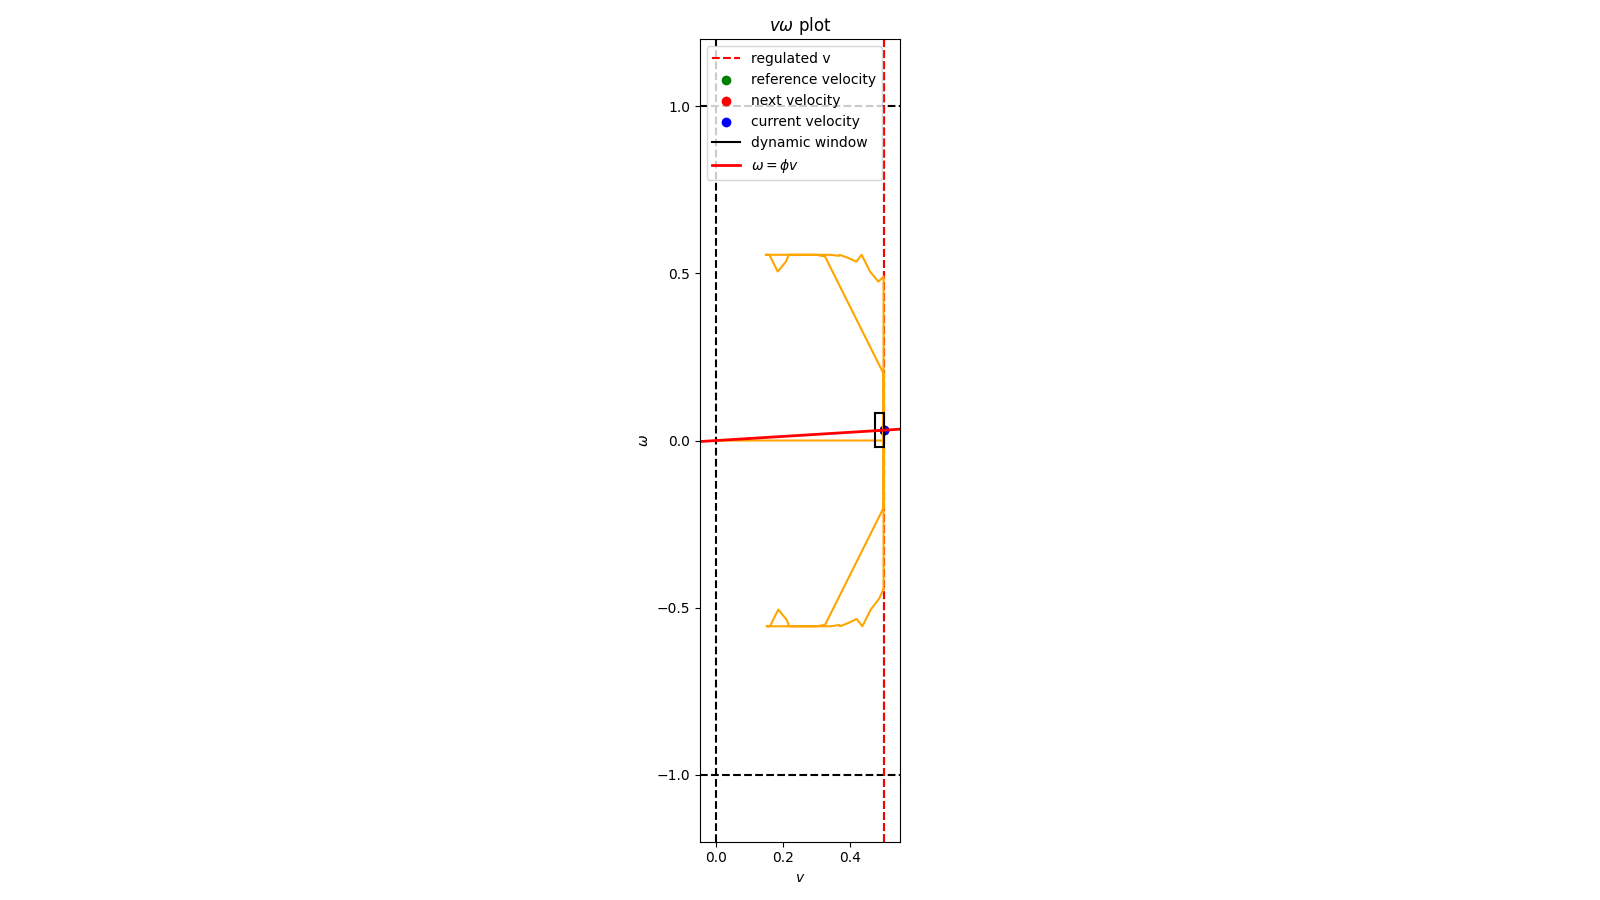 vω plot
regulated v
reference velocity
next velocity
current velocity
dynamic window
ω = ϕv
1.0
0.5
0.0
−0.5
−1.0
ω
0.0 0.2 0.4
v